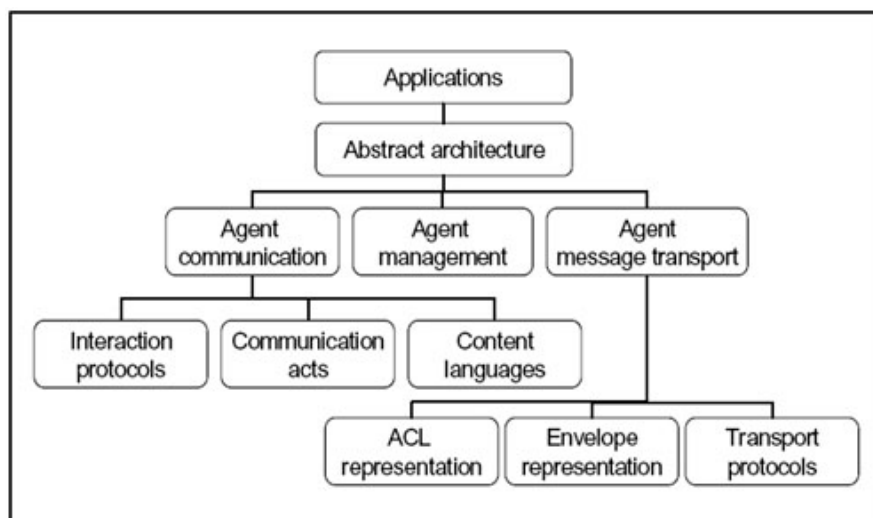 Applications
Abstract architecture
Agent
communication
Agent
management
Agent
message transport
Interaction
protocols
Communication
acts
Content
languages
ACL
representation
Envelope
representation
Transport
protocols